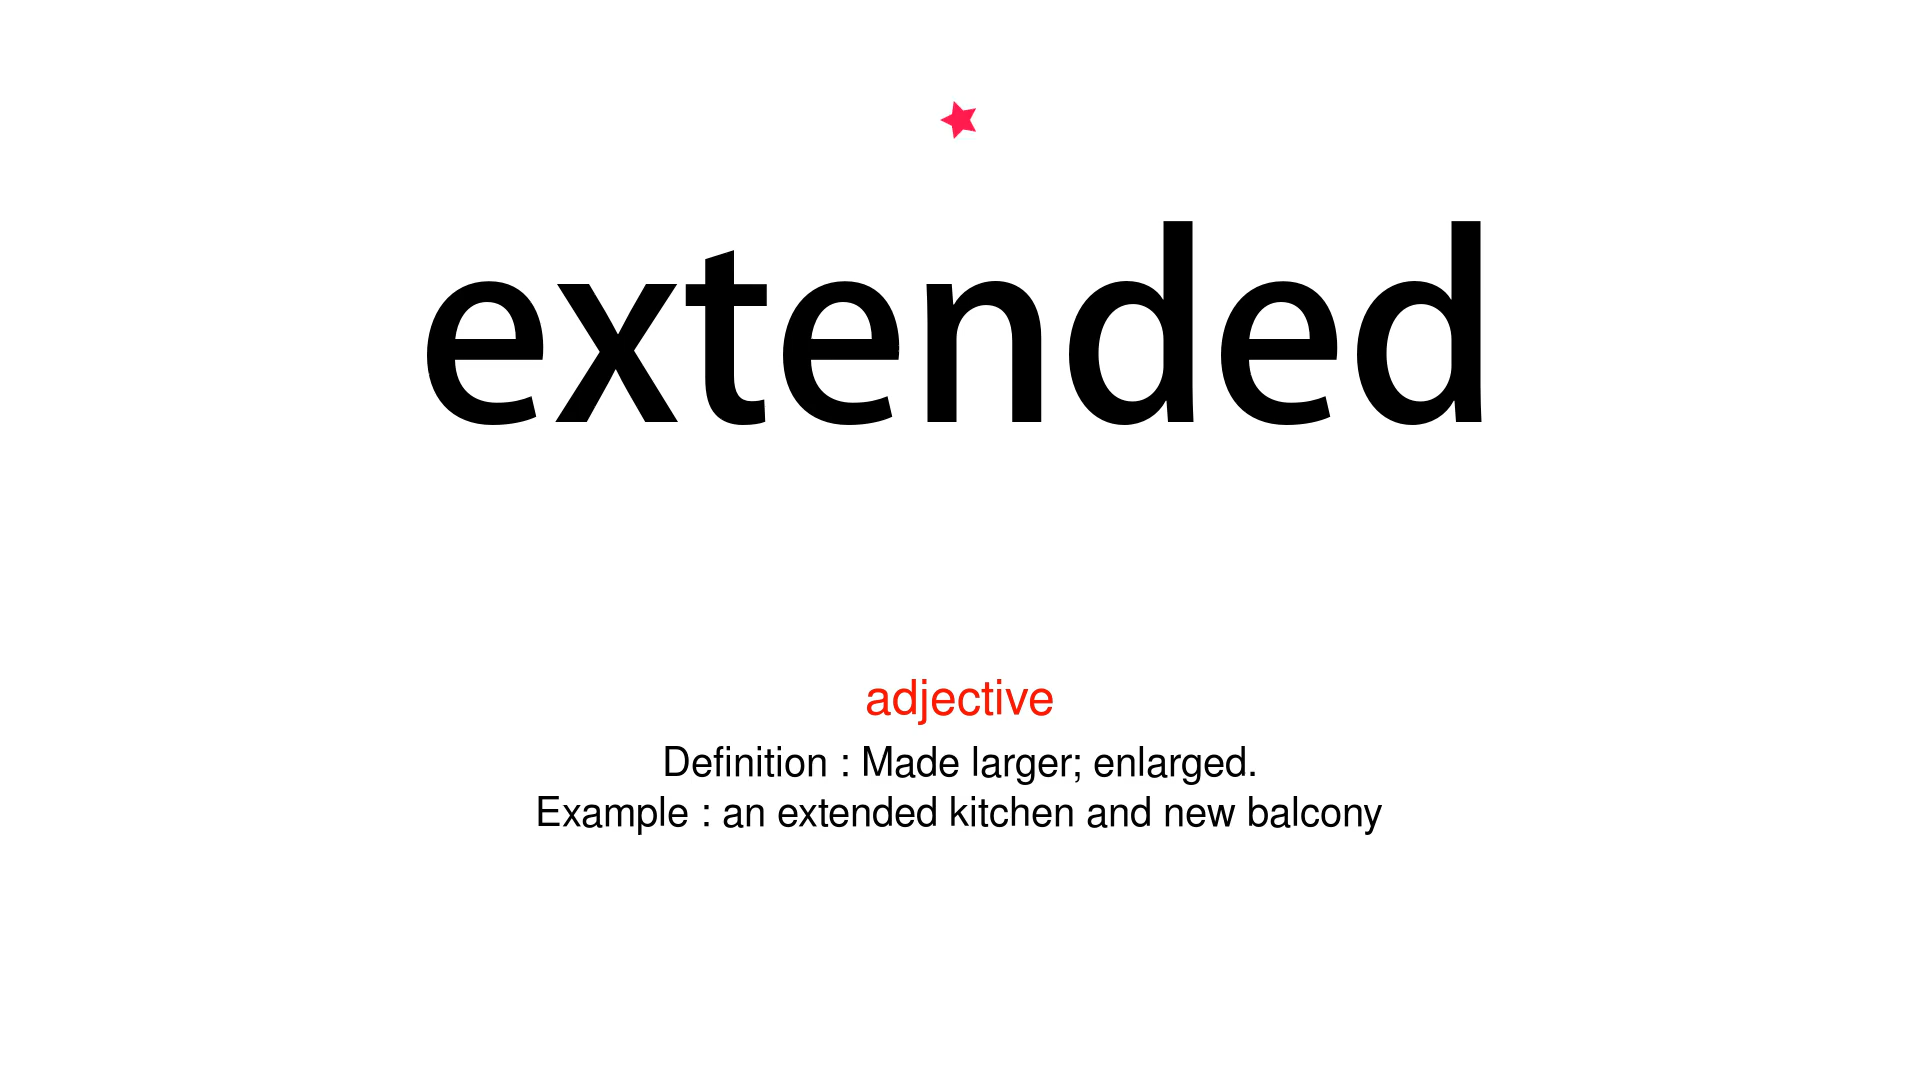 extended
adjective
Definition : Made larger; enlarged.
Example : an extended kitchen and new balcony